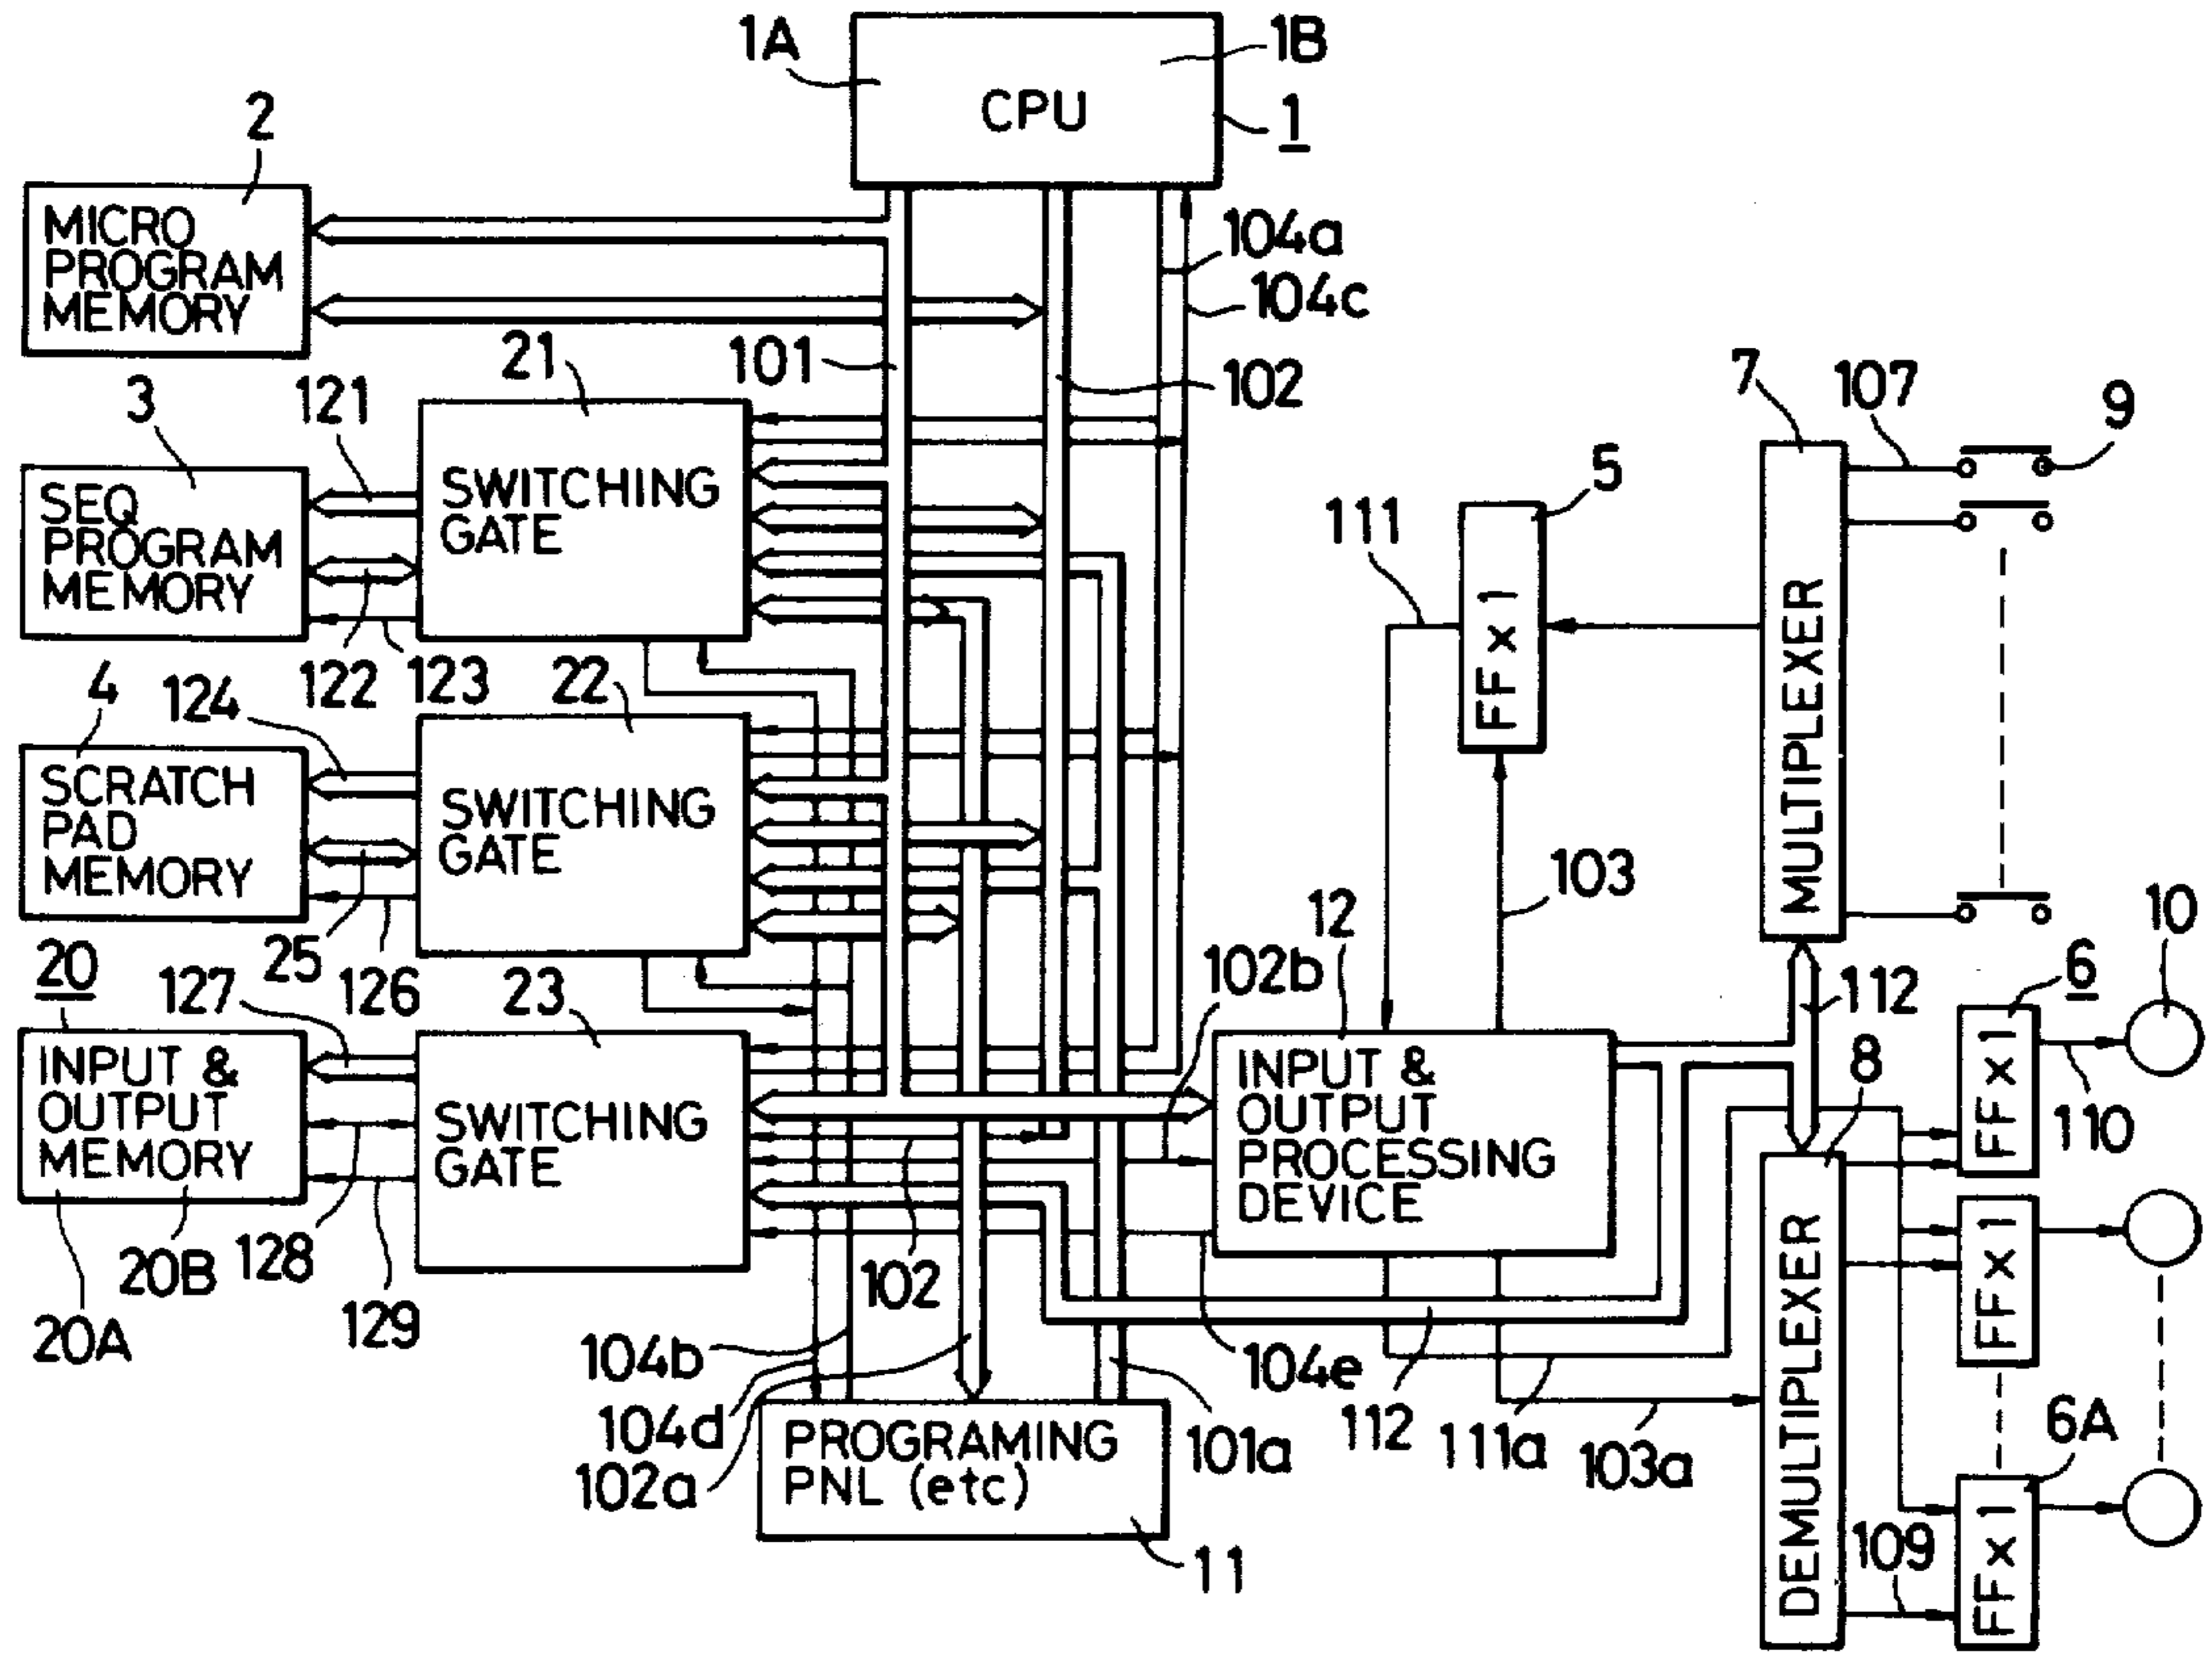 1A
1B
CPU
1
2
MICRO
PROGRAM
MEMORY
104a
104c
21
101
102
3
121
SEQ
PROGRAM
MEMORY
SWITCHING
GATE
122
123
7
107
9
5
111
FF x 1
MULTIPLEXER
4
124
22
SCRATCH
PAD
MEMORY
SWITCHING
GATE
25
126
103
12
102b
112
20
127
23
INPUT &
OUTPUT
MEMORY
SWITCHING
GATE
INPUT &
OUTPUT
PROCESSING
DEVICE
6
10
8
FF x 1
110
20A
20B
128
129
102
104b
104d
102a
104e
101a
112
111a
103a
FF x 1
6A
DEMULTIPLEXER
109
FF x 1
PROGRAMING
PNL (etc)
11